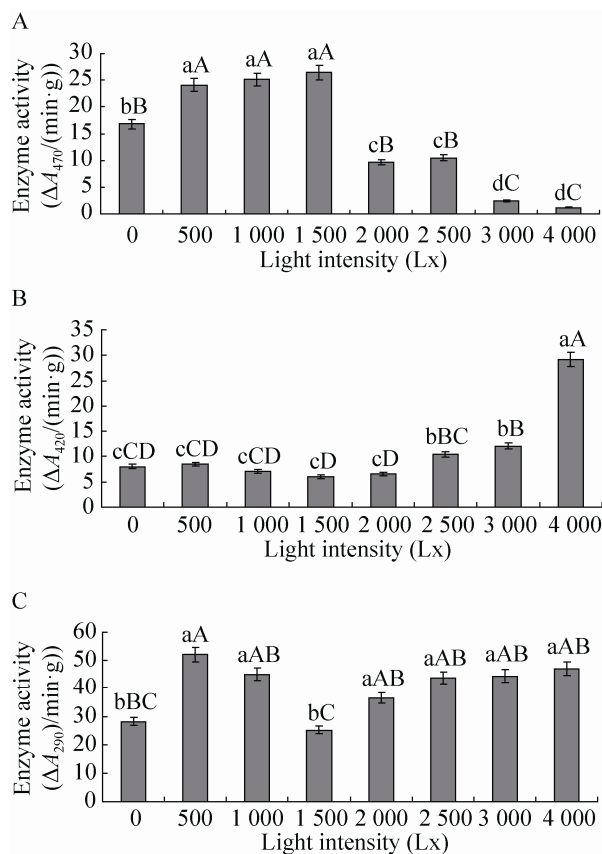 A
Enzyme activity
(ΔA470/(min·g))
30
25
20
15
10
5
0
bB
aA
aA
aA
cB
cB
dC
dC
0 500 1 000 1 500 2 000 2 500 3 000 4 000
Light intensity (Lx)
B
Enzyme activity
(ΔA420/(min·g))
35
30
25
20
15
10
5
0
cCD
cCD
cCD
cD
cD
bBC
bB
aA
0 500 1 000 1 500 2 000 2 500 3 000 4 000
Light intensity (Lx)
C
Enzyme activity
(ΔA290)/min·g))
60
50
40
30
20
10
0
bBC
aA
aAB
bC
aAB
aAB
aAB
aAB
0 500 1 000 1 500 2 000 2 500 3 000 4 000
Light intensity (Lx)